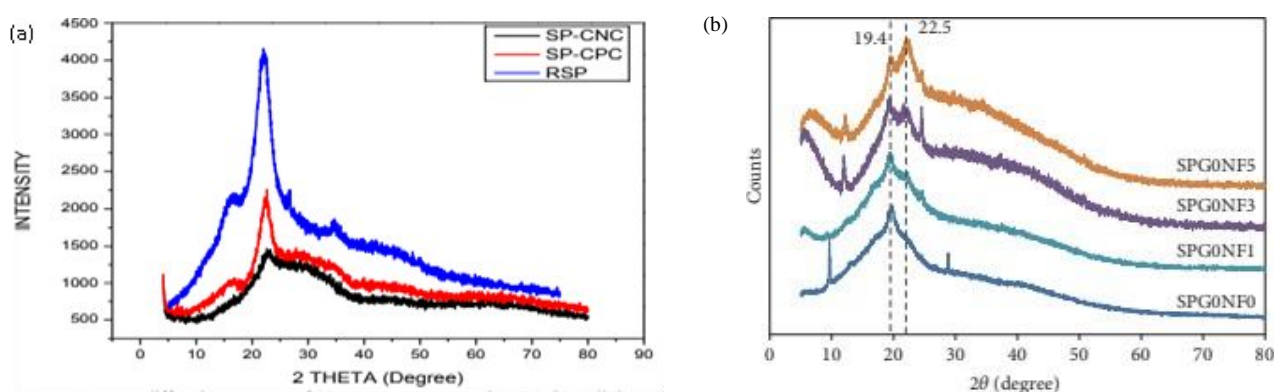 (a)
4500
4000
3500
3000
2500
2000
1500
1000
500
INTENSITY
SP-CNC
SP-CPC
RSP
0 10 20 30 40 50 60 70 80 90
2 THETA (Degree)
(b)
19.4
22.5
Counts
SPG0NF5
SPG0NF3
SPG0NF1
SPG0NF0
0 10 20 30 40 50 60 70 80
2θ (degree)